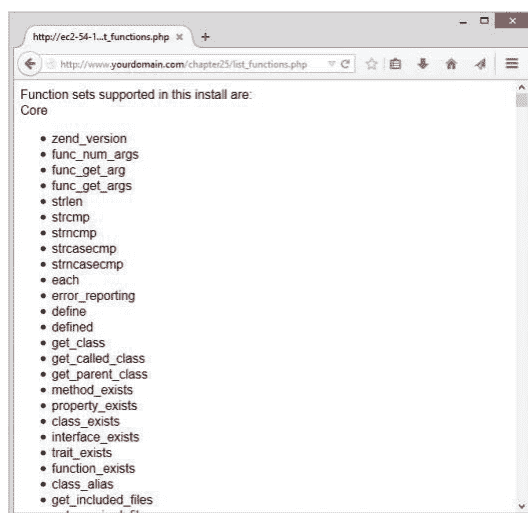 http://ec2-54-1...t_functions.php
http://www.yourdomain.com/chapter25/list_functions.php
Function sets supported in this install are:
Core
• zend_version
• func_num_args
• func_get_arg
• func_get_args
• strlen
• strcmp
• strncmp
• strcasecmp
• strncasecmp
• each
• error_reporting
• define
• defined
• get_class
• get_called_class
• get_parent_class
• method_exists
• property_exists
• class_exists
• interface_exists
• trait_exists
• function_exists
• class_alias
• get_included_files